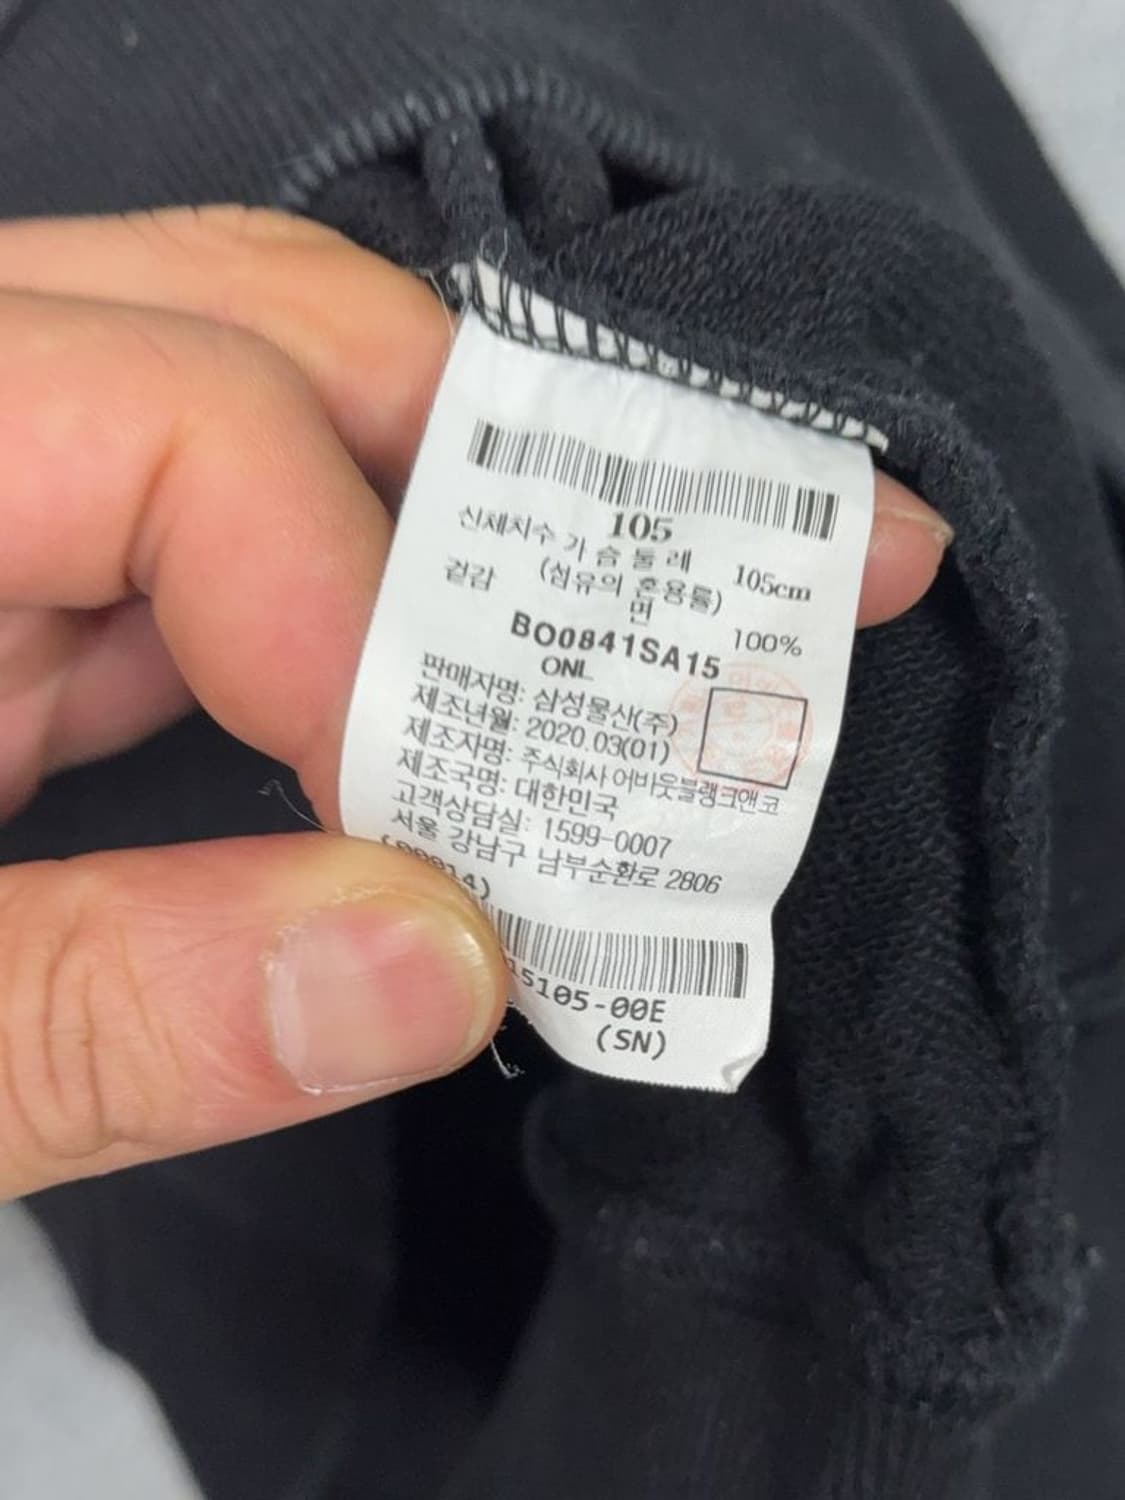 105
신체치수 가 슴 둘 레 105cm
(섬유의 혼용률)
겉감 면 100%
BO0841SA15
ONL
판매자명: 삼성물산(주)
제조년월: 2020.03(01)
제조자명: 주식회사 어바웃블랭크앤코
제조국명: 대한민국
고객상담실: 1599-0007
서울 강남구 남부순환로 2806
15105-00E
(SN)